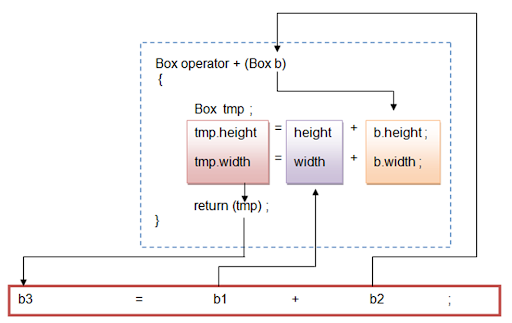 Box operator + (Box b)
{
Box tmp ;
tmp.height = height + b.height ;
tmp.width = width + b.width ;
return (tmp) ;
}
b3 = b1 + b2 ;